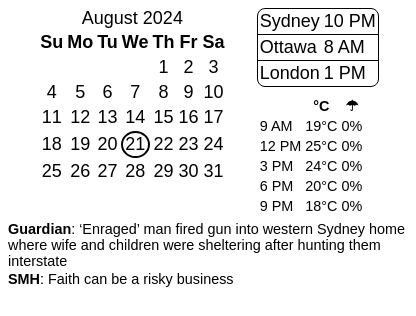 August 2024
Su Mo Tu We Th Fr Sa
1 2 3
4 5 6 7 8 9 10
11 12 13 14 15 16 17
18 19 20 21 22 23 24
25 26 27 28 29 30 31
Sydney 10 PM
Ottawa 8 AM
London 1 PM
°C ☂
9 AM 19°C 0%
12 PM 25°C 0%
3 PM 24°C 0%
6 PM 20°C 0%
9 PM 18°C 0%
Guardian: ‘Enraged’ man fired gun into western Sydney home
where wife and children were sheltering after hunting them
interstate
SMH: Faith can be a risky business